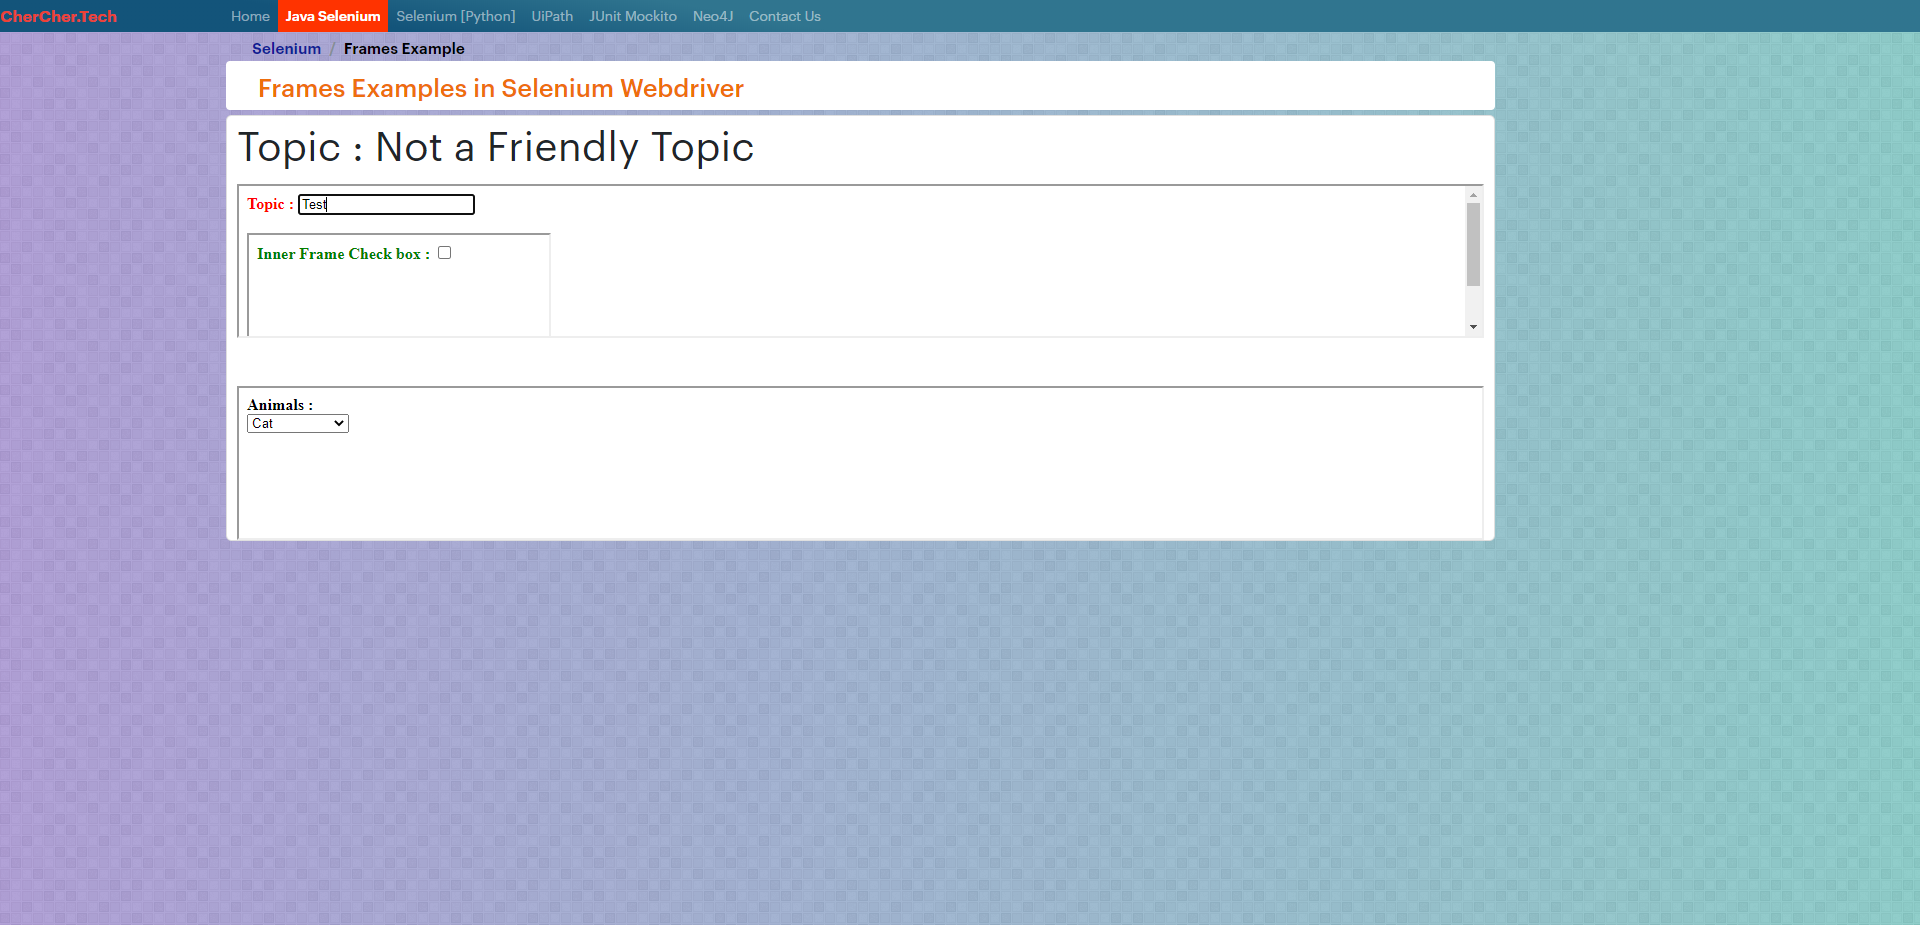 CherCher.Tech Home Java Selenium Selenium [Python] UiPath JUnit Mockito Neo4J Contact Us
Selenium / Frames Example
Frames Examples in Selenium Webdriver
Topic : Not a Friendly Topic
Topic : Test
Inner Frame Check box :
Animals :
Cat